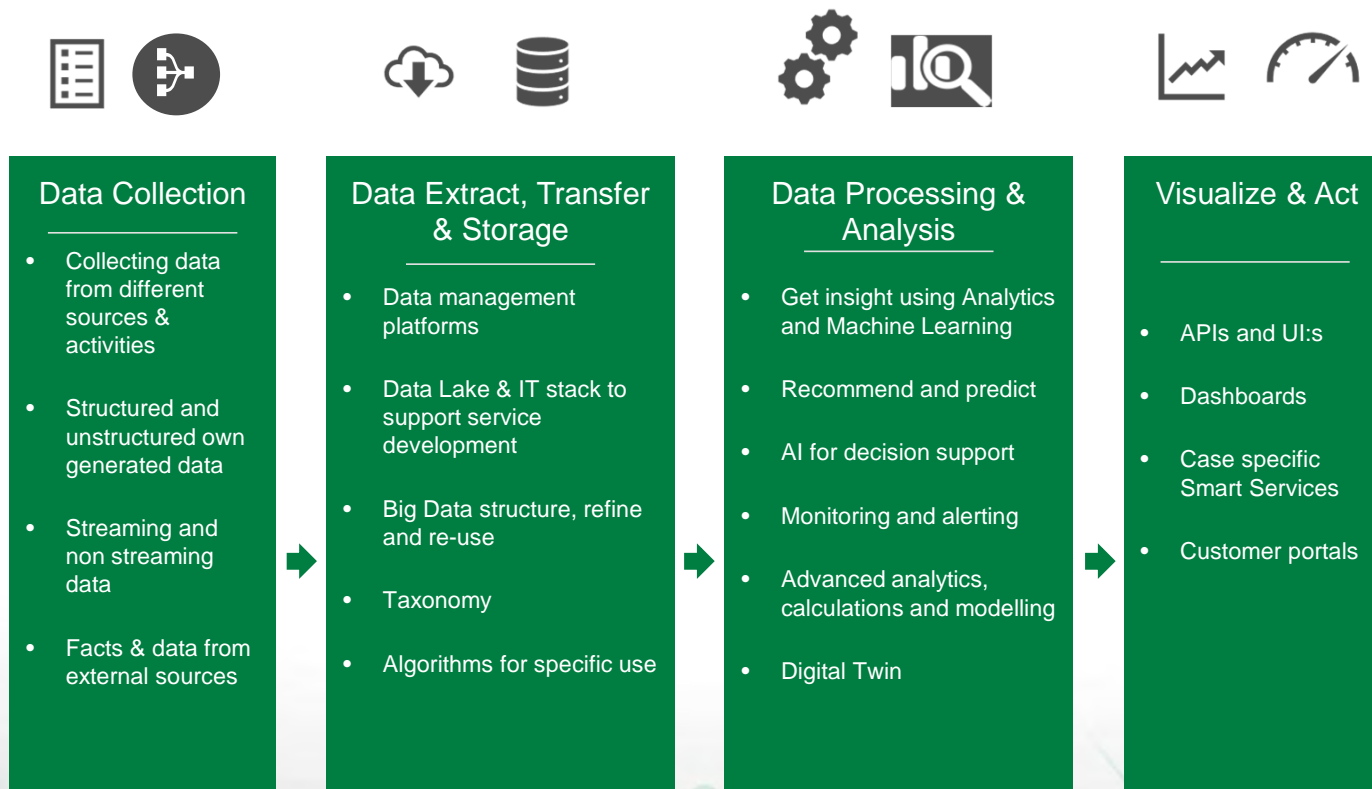 Data Collection
• Collecting data
from different
sources &
activities
• Structured and
unstructured own
generated data
• Streaming and
non streaming
data
• Facts & data from
external sources
Data Extract, Transfer
& Storage
• Data management
platforms
• Data Lake & IT stack to
support service
development
• Big Data structure, refine
and re-use
• Taxonomy
• Algorithms for specific use
Data Processing &
Analysis
• Get insight using Analytics
and Machine Learning
• Recommend and predict
• AI for decision support
• Monitoring and alerting
• Advanced analytics,
calculations and modelling
• Digital Twin
Visualize & Act
• APIs and UI:s
• Dashboards
• Case specific
Smart Services
• Customer portals